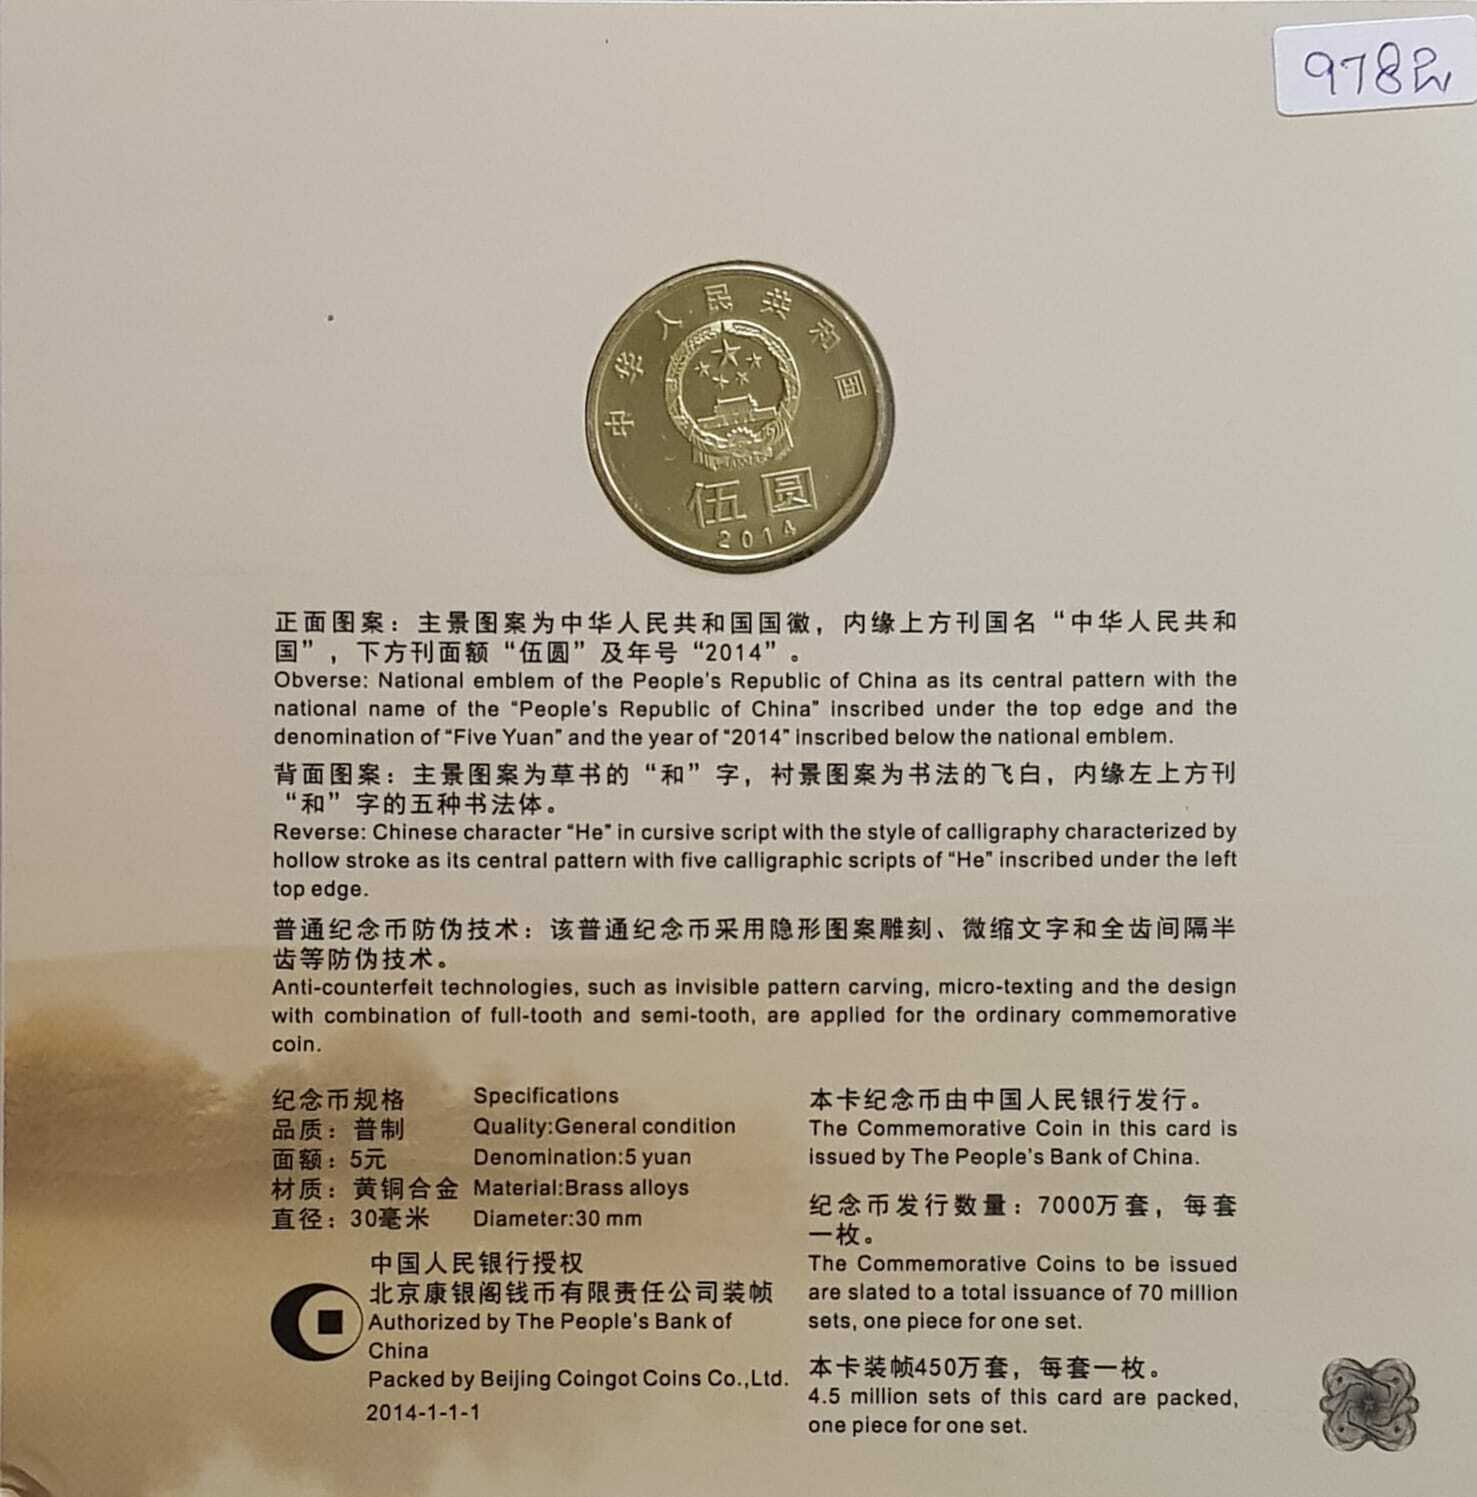 978
中华人民共和国
伍圆
2014
正面图案：主景图案为中华人民共和国国徽，内缘上方刊国名“中华人民共和
国”，下方刊面额“伍圆”及年号“2014”。
Obverse: National emblem of the People's Republic of China as its central pattern with the
national name of the “People's Republic of China” inscribed under the top edge and the
denomination of “Five Yuan” and the year of “2014” inscribed below the national emblem.
背面图案：主景图案为草书的“和”字，衬景图案为书法的飞白，内缘左上方刊
“和”字的五种书法体。
Reverse: Chinese character “He” in cursive script with the style of calligraphy characterized by
hollow stroke as its central pattern with five calligraphic scripts of “He” inscribed under the left
top edge.
普通纪念币防伪技术：该普通纪念币采用隐形图案雕刻、微缩文字和全齿间隔半
齿等防伪技术。
Anti-counterfeit technologies, such as invisible pattern carving, micro-texting and the design
with combination of full-tooth and semi-tooth, are applied for the ordinary commemorative
coin.
纪念币规格 Specifications
品质：普制 Quality:General condition
面额：5元 Denomination:5 yuan
材质：黄铜合金 Material:Brass alloys
直径：30毫米 Diameter:30 mm
中国人民银行授权
北京康银阁钱币有限责任公司装帧
Authorized by The People's Bank of
China
Packed by Beijing Coingot Coins Co.,Ltd.
2014-1-1-1
本卡纪念币由中国人民银行发行。
The Commemorative Coin in this card is
issued by The People's Bank of China.
纪念币发行数量：7000万套，每套
一枚。
The Commemorative Coins to be issued
are slated to a total issuance of 70 million
sets, one piece for one set.
本卡装帧450万套，每套一枚。
4.5 million sets of this card are packed,
one piece for one set.